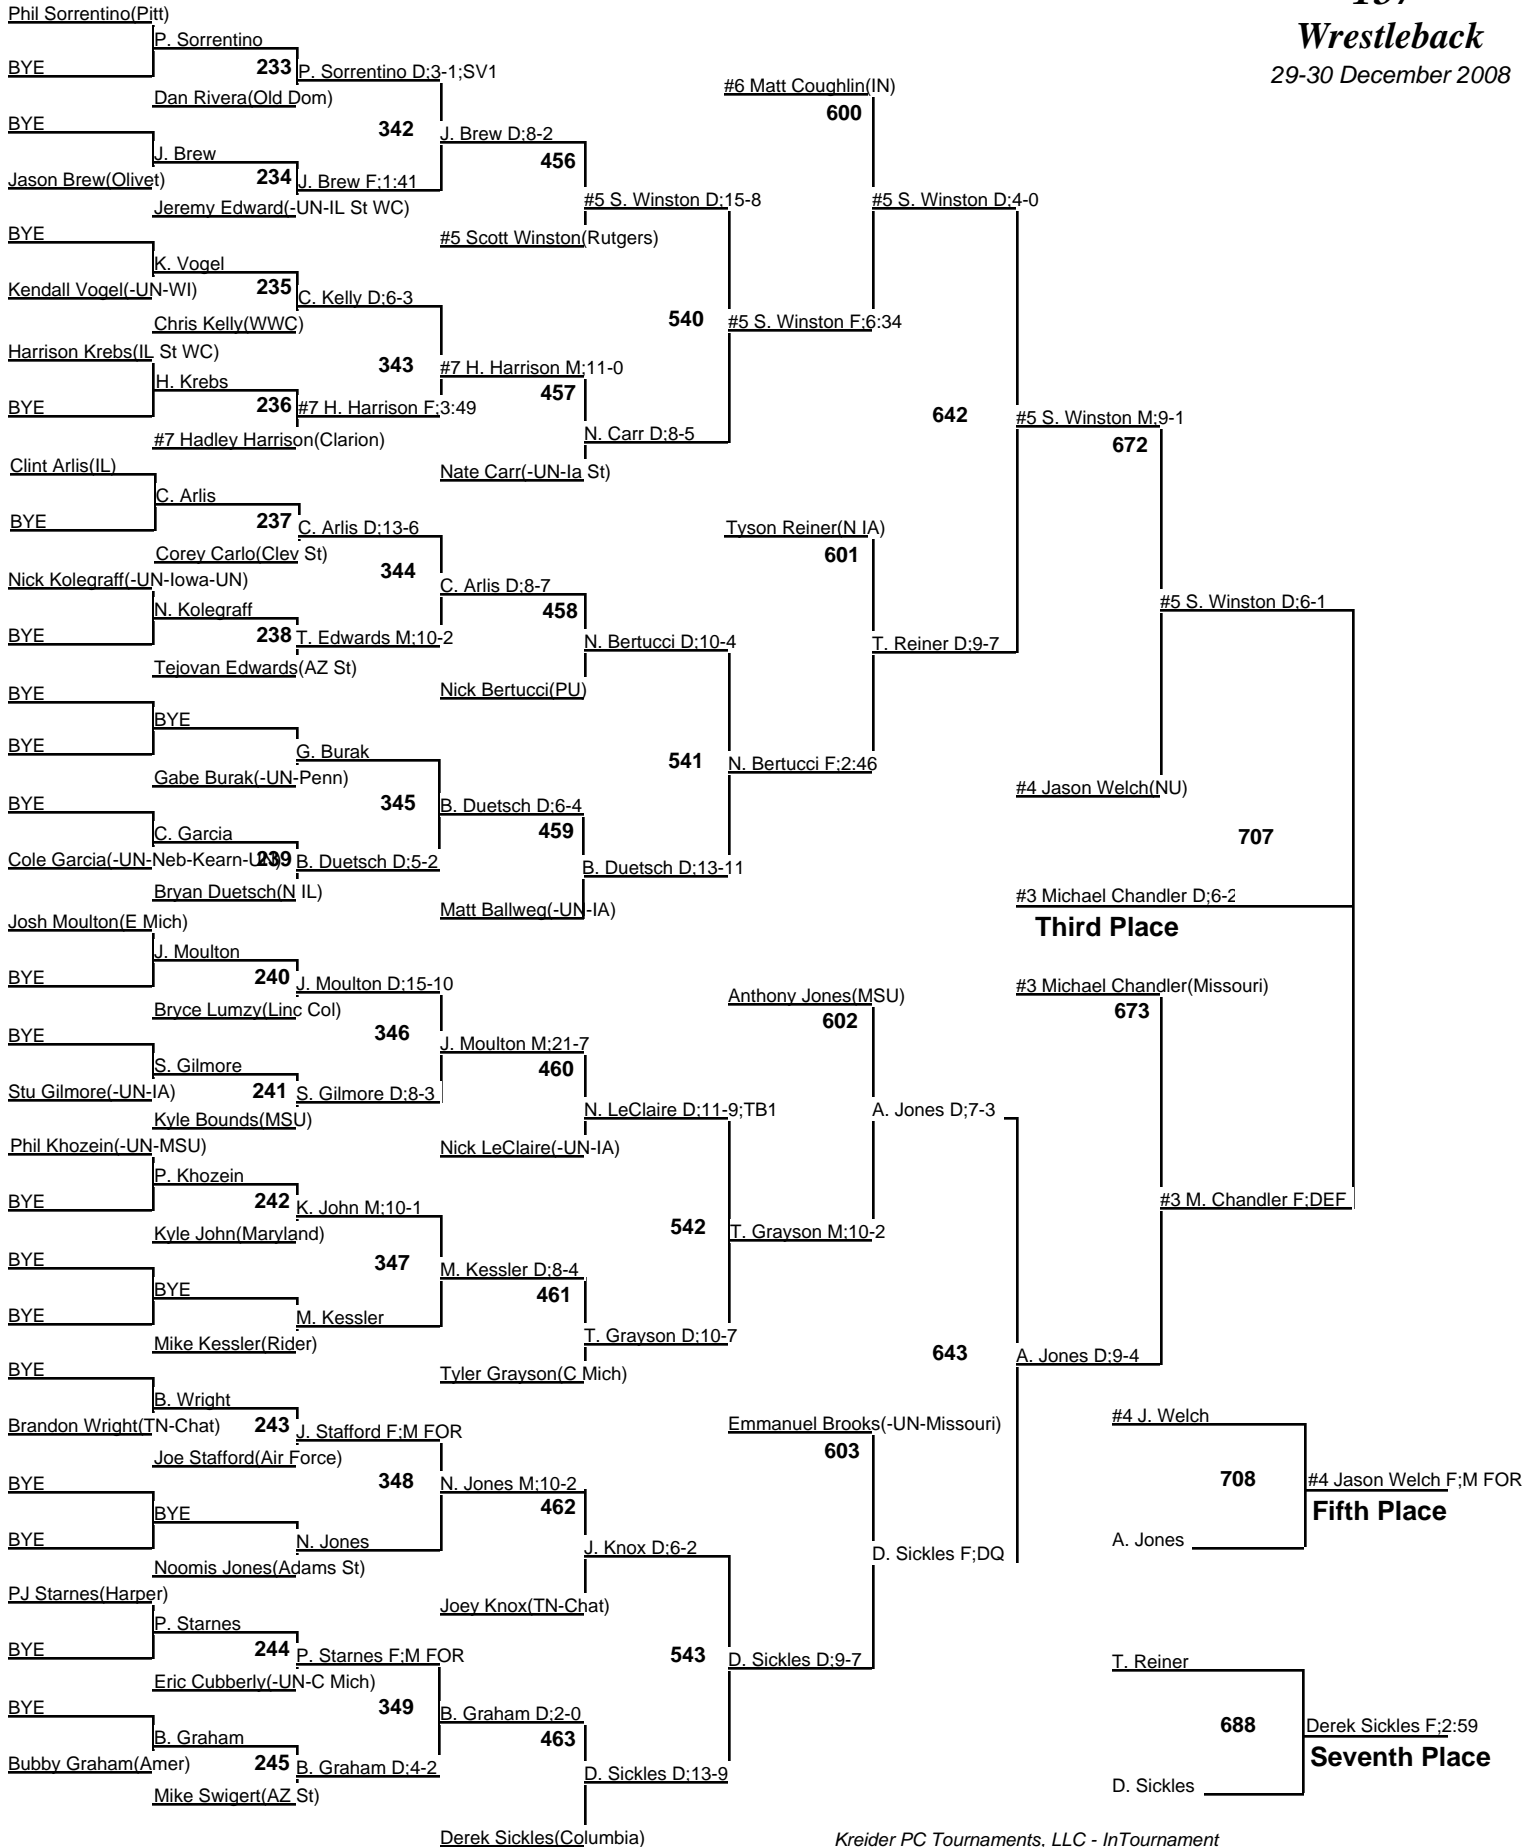 Wrestleback
29-30 December 2008
Phil Sorrentino(Pitt)
P. Sorrentino
BYE
233
P. Sorrentino D;3-1;SV1
Dan Rivera(Old Dom)
BYE
342
J. Brew D;8-2
J. Brew
456
Jason Brew(Olivet)
234
J. Brew F;1:41
Jeremy Edward(-UN-IL St WC)
#5 S. Winston D;15-8
BYE
#5 Scott Winston(Rutgers)
K. Vogel
Kendall Vogel(-UN-WI)
235
C. Kelly D;6-3
Chris Kelly(WWC)
540
#5 S. Winston F;6:34
Harrison Krebs(IL St WC)
343
#7 H. Harrison M;11-0
H. Krebs
457
BYE
236
#7 H. Harrison F;3:49
#7 Hadley Harrison(Clarion)
N. Carr D;8-5
Nate Carr(-UN-Ia St)
#6 Matt Coughlin(IN)
600
#5 S. Winston D;4-0
642
#5 S. Winston M;9-1
672
Clint Arlis(IL)
C. Arlis
BYE
237
C. Arlis D;13-6
Corey Carlo(Clev St)
Tyson Reiner(N IA)
601
Nick Kolegraff(-UN-Iowa-UN)
344
C. Arlis D;8-7
N. Kolegraff
458
BYE
238
T. Edwards M;10-2
N. Bertucci D;10-4
T. Reiner D;9-7
Tejovan Edwards(AZ St)
Nick Bertucci(PU)
#5 S. Winston D;6-1
BYE
BYE
BYE
G. Burak
541
N. Bertucci F;2:46
Gabe Burak(-UN-Penn)
#4 Jason Welch(NU)
BYE
345
B. Duetsch D;6-4
C. Garcia
459
707
Cole Garcia(-UN-Neb-Kearn-UN)
239
B. Duetsch D;5-2
B. Duetsch D;13-11
Bryan Duetsch(N IL)
Matt Ballweg(-UN-IA)
#3 Michael Chandler D;6-2
Third Place
Josh Moulton(E Mich)
J. Moulton
BYE
240
J. Moulton D;15-10
Bryce Lumzy(Linc Col)
Anthony Jones(MSU)
602
#3 Michael Chandler(Missouri)
673
BYE
346
J. Moulton M;21-7
S. Gilmore
460
Stu Gilmore(-UN-IA)
241
S. Gilmore D;8-3
N. LeClaire D;11-9;TB1
A. Jones D;7-3
Kyle Bounds(MSU)
Nick LeClaire(-UN-IA)
Phil Khozein(-UN-MSU)
P. Khozein
BYE
242
K. John M;10-1
#3 M. Chandler F;DEF
Kyle John(Maryland)
542
T. Grayson M;10-2
BYE
347
M. Kessler D;8-4
BYE
461
BYE
M. Kessler
T. Grayson D;10-7
Mike Kessler(Rider)
643
A. Jones D;9-4
Tyler Grayson(C Mich)
BYE
B. Wright
Brandon Wright(TN-Chat)
243
J. Stafford F;M FOR
Joe Stafford(Air Force)
Emmanuel Brooks(-UN-Missouri)
603
#4 J. Welch
BYE
348
N. Jones M;10-2
708
#4 Jason Welch F;M FOR
BYE
462
Fifth Place
BYE
N. Jones
J. Knox D;6-2
D. Sickles F;DQ
A. Jones
Noomis Jones(Adams St)
PJ Starnes(Harper)
Joey Knox(TN-Chat)
P. Starnes
BYE
244
P. Starnes F;M FOR
543
D. Sickles D;9-7
T. Reiner
Eric Cubberly(-UN-C Mich)
BYE
349
B. Graham D;2-0
688
Derek Sickles F;2:59
B. Graham
463
Seventh Place
Bubby Graham(Amer)
245
B. Graham D;4-2
D. Sickles D;13-9
D. Sickles
Mike Swigert(AZ St)
Derek Sickles(Columbia)
Kreider PC Tournaments, LLC - InTournament